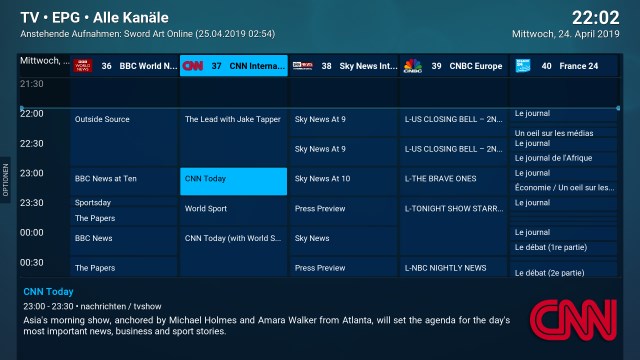 TV • EPG • Alle Kanäle
22:02
Anstehende Aufnahmen: Sword Art Online (25.04.2019 02:54)
Mittwoch, 24. April 2019
Mittwoch, ...
BBC WORLD NEWS 36 BBC World N...
CNN 37 CNN Interna...
38 Sky News Int...
CNBC 39 CNBC Europe
40 France 24
21:30
22:00
Outside Source
The Lead with Jake Tapper
Sky News At 9
L-US CLOSING BELL – 2N...
Le journal
Un oeil sur les médias
22:30
Sky News At 9
L-US CLOSING BELL – 2N...
Le journal
Le journal de l'Afrique
23:00
BBC News at Ten
CNN Today
Sky News At 10
L-THE BRAVE ONES
Le journal
Économie / Un oeil sur les...
23:30
Sportsday
The Papers
World Sport
Press Preview
L-TONIGHT SHOW STARR...
Le journal
00:00
BBC News
CNN Today (with World S...
Sky News
Le journal
Le débat (1re partie)
00:30
The Papers
Press Preview
L-NBC NIGHTLY NEWS
Le débat (2e partie)
OPTIONEN
CNN Today
23:00 - 23:30 • nachrichten / tvshow
Asia's morning show, anchored by Michael Holmes and Amara Walker from Atlanta, will set the agenda for the day's
most important news, business and sport stories.
CNN